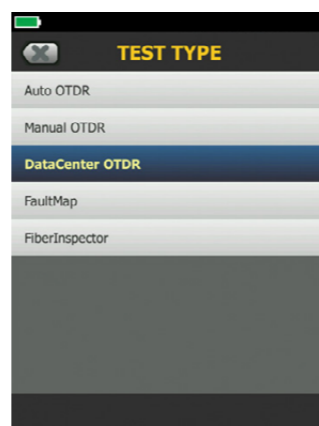 TEST TYPE
Auto OTDR
Manual OTDR
DataCenter OTDR
FaultMap
FiberInspector